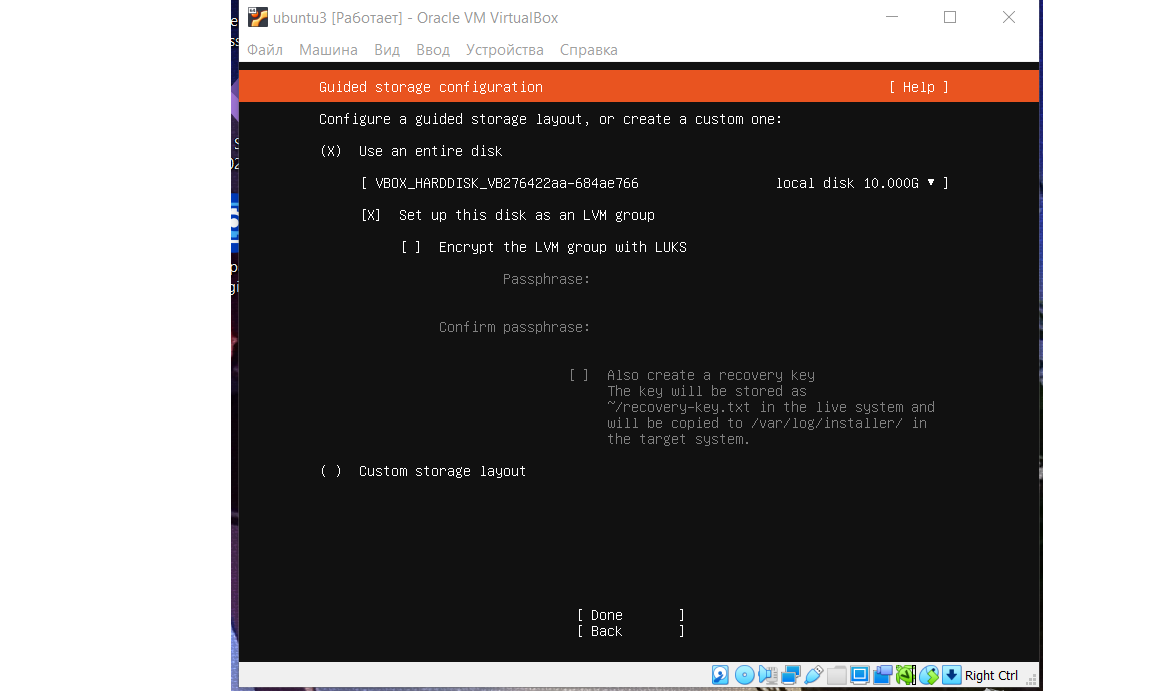 ubuntu3 [Работает] - Oracle VM VirtualBox
Файл Машина Вид Ввод Устройства Справка
Guided storage configuration [ Help ]
Configure a guided storage layout, or create a custom one:
(X) Use an entire disk
[ VBOX_HARDDISK_VB276422aa-684ae766 local disk 10.000G ▼ ]
[X] Set up this disk as an LVM group
[ ] Encrypt the LVM group with LUKS
Passphrase:
Confirm passphrase:
[ ] Also create a recovery key
The key will be stored as
~/recovery-key.txt in the live system and
will be copied to /var/log/installer/ in
the target system.
( ) Custom storage layout
[ Done ]
[ Back ]
Right Ctrl